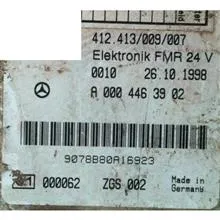 412.413/009/007
Elektronik FMR 24 V
0010 26.10.1998
A 000 446 39 02
9078B80A16923
000062 ZGS 002
Made in
Germany